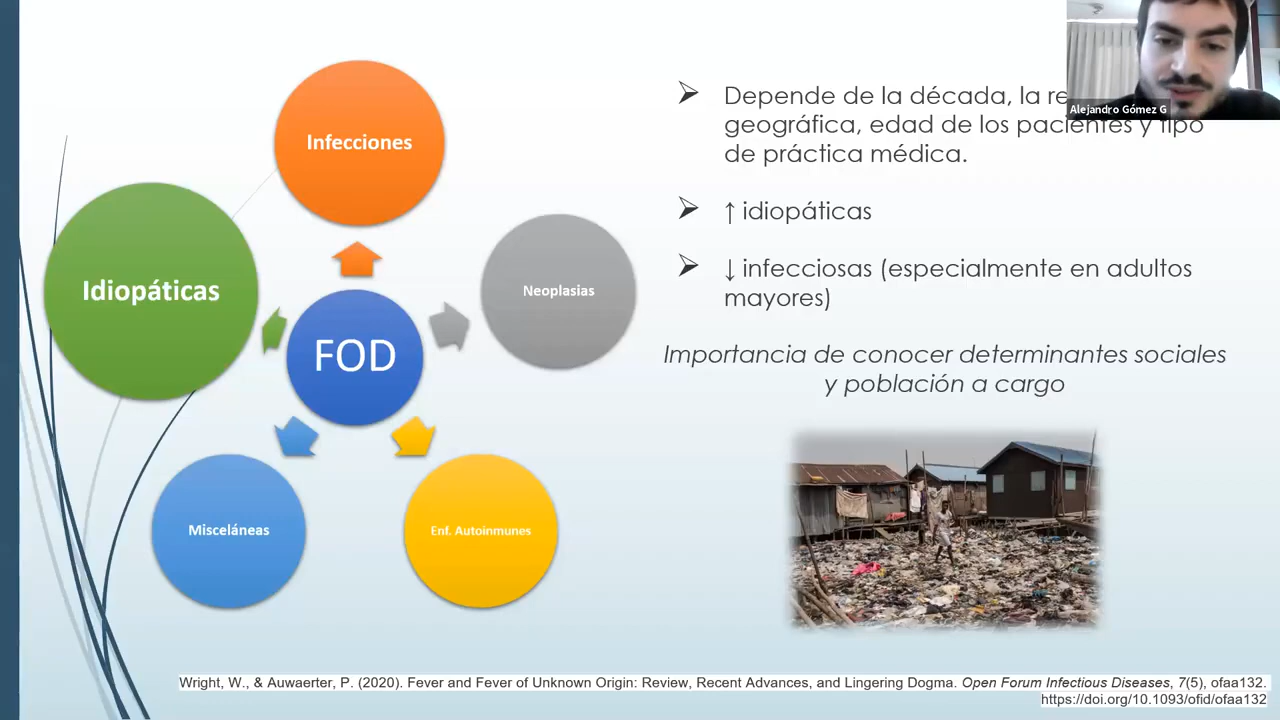 Infecciones
Idiopáticas
Neoplasias
FOD
Misceláneas
Enf. Autoinmunes
Depende de la década, la
geográfica, edad de los pacientes y tipo
de práctica médica.
↑ idiopáticas
↓ infecciosas (especialmente en adultos
mayores)
Importancia de conocer determinantes sociales
y población a cargo
Alejandro Gómez G
Wright, W., & Auwaerter, P. (2020). Fever and Fever of Unknown Origin: Review, Recent Advances, and Lingering Dogma. Open Forum Infectious Diseases, 7(5), ofaa132.
https://doi.org/10.1093/ofid/ofaa132